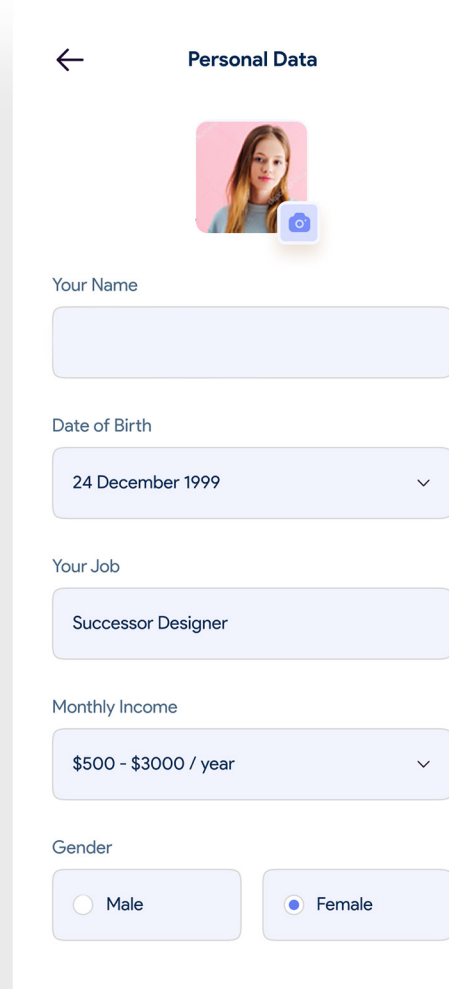 Personal Data
Your Name
Date of Birth
24 December 1999
Your Job
Successor Designer
Monthly Income
$500 - $3000 / year
Gender
Male
Female